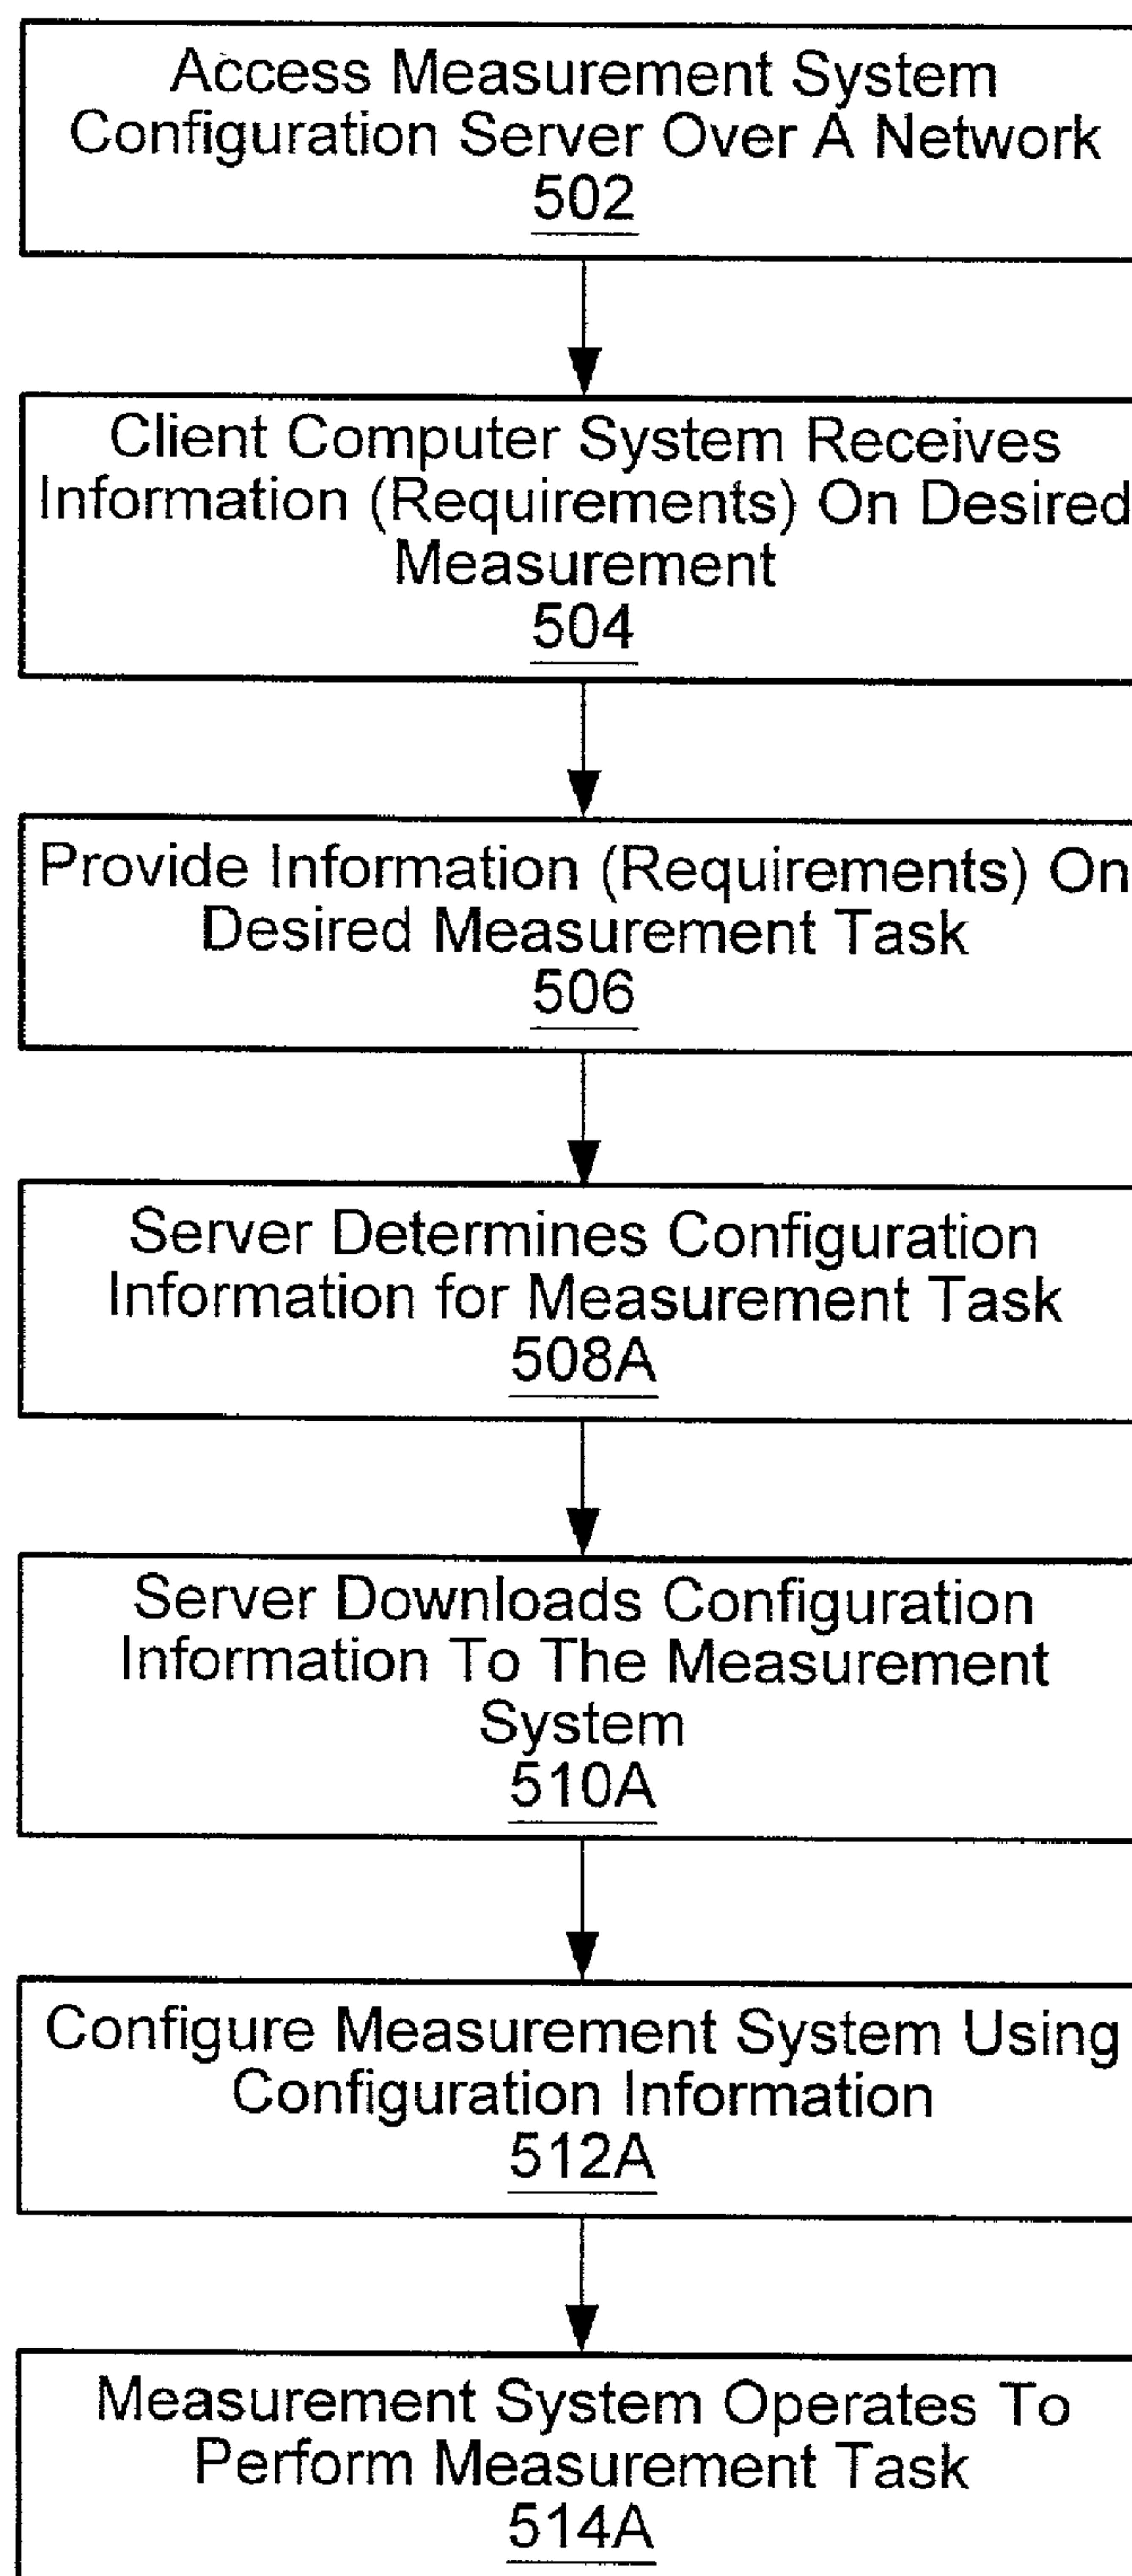 Access Measurement System
Configuration Server Over A Network
502
Client Computer System Receives
Information (Requirements) On Desired
Measurement
504
Provide Information (Requirements) On
Desired Measurement Task
506
Server Determines Configuration
Information for Measurement Task
508A
Server Downloads Configuration
Information To The Measurement
System
510A
Configure Measurement System Using
Configuration Information
512A
Measurement System Operates To
Perform Measurement Task
514A